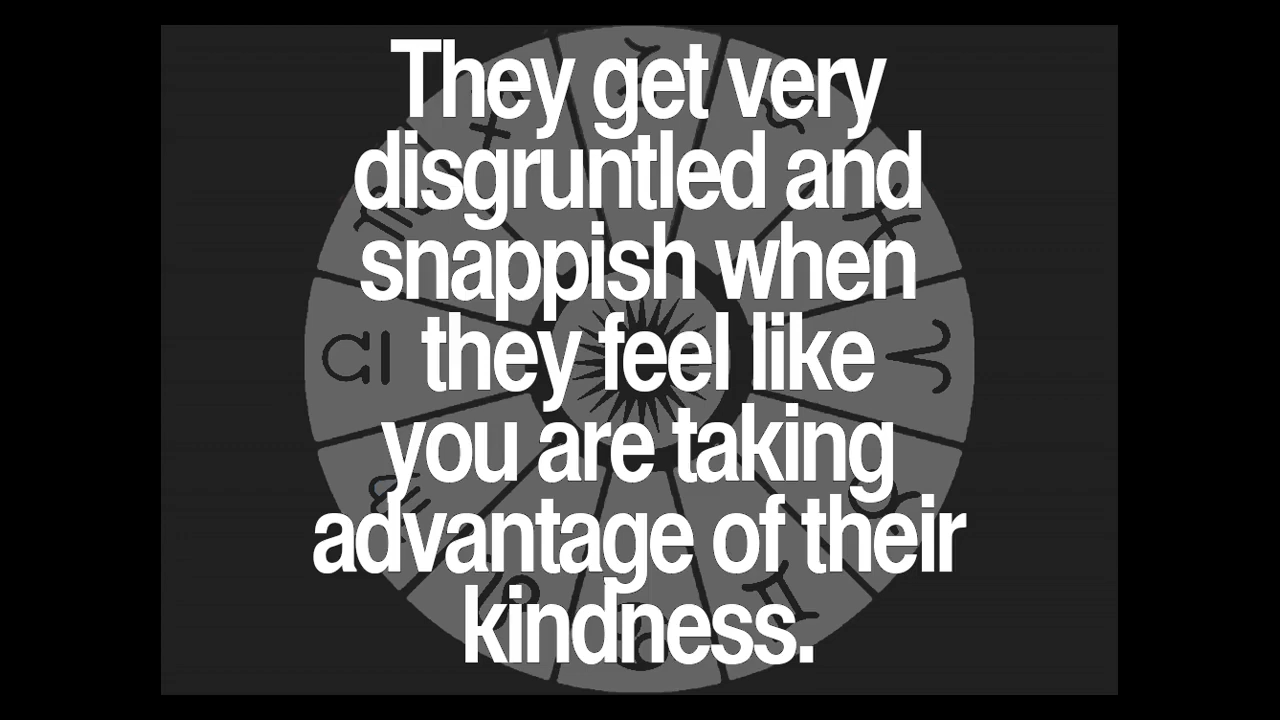 They get very
disgruntled and
snappish when
they feel like
you are taking
advantage of their
kindness.